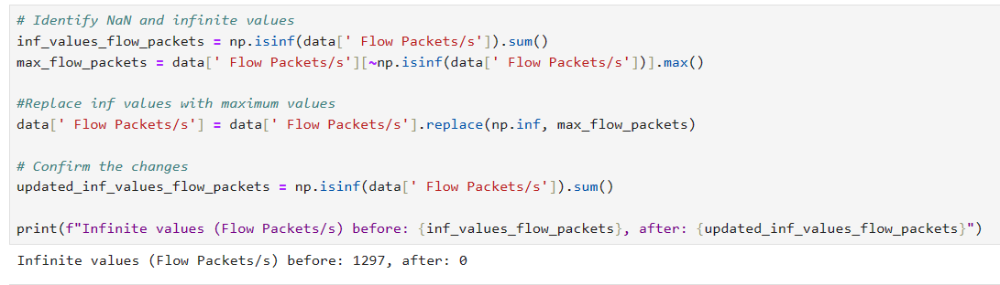 # Identify NaN and infinite values
inf_values_flow_packets = np.isinf(data[' Flow Packets/s']).sum()
max_flow_packets = data[' Flow Packets/s'][~np.isinf(data[' Flow Packets/s'])].max()
#Replace inf values with maximum values
data[' Flow Packets/s'] = data[' Flow Packets/s'].replace(np.inf, max_flow_packets)
# Confirm the changes
updated_inf_values_flow_packets = np.isinf(data[' Flow Packets/s']).sum()
print(f"Infinite values (Flow Packets/s) before: {inf_values_flow_packets}, after: {updated_inf_values_flow_packets}")
Infinite values (Flow Packets/s) before: 1297, after: 0